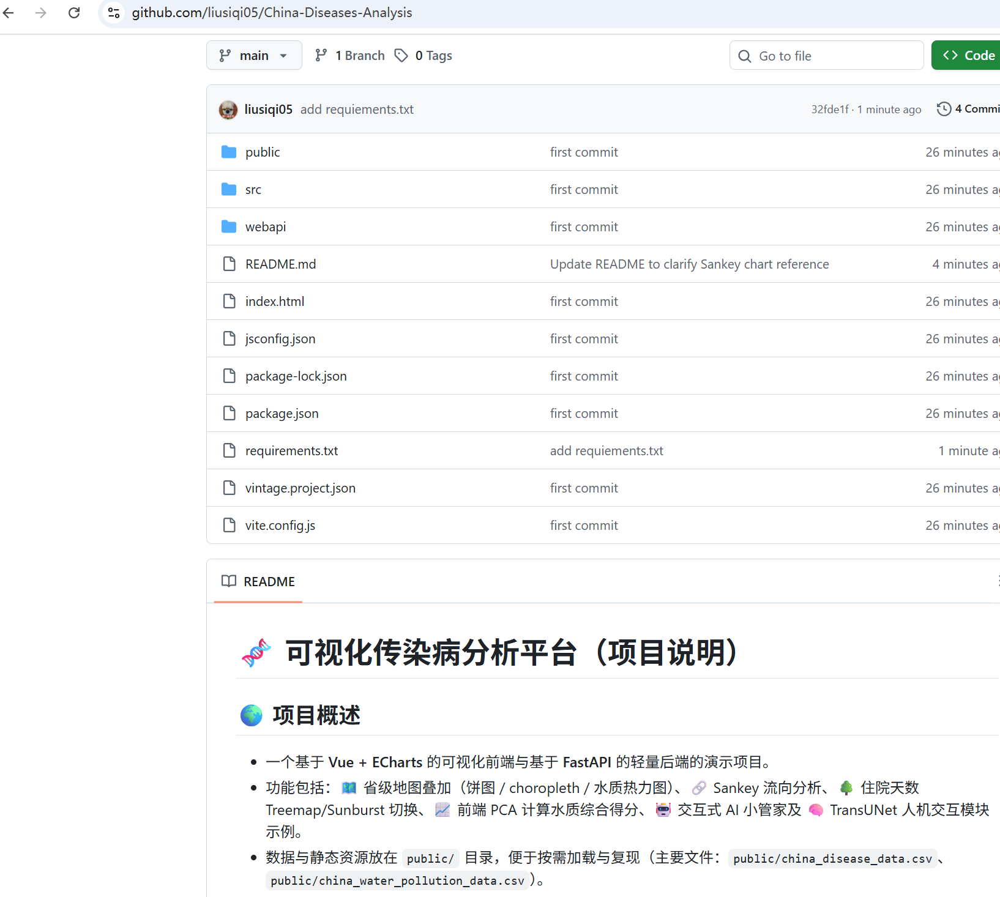 github.com/liusiqi05/China-Diseases-Analysis
main 1 Branch 0 Tags Go to file Code
liusiqi05 add requiements.txt 32fde1f · 1 minute ago 4 Commi
public first commit 26 minutes ag
src first commit 26 minutes ag
webapi first commit 26 minutes ag
README.md Update README to clarify Sankey chart reference 4 minutes ag
index.html first commit 26 minutes ag
jsconfig.json first commit 26 minutes ag
package-lock.json first commit 26 minutes ag
package.json first commit 26 minutes ag
requirements.txt add requiements.txt 1 minute ag
vintage.project.json first commit 26 minutes ag
vite.config.js first commit 26 minutes ag
README
🧬 可视化传染病分析平台（项目说明）
🌍 项目概述
• 一个基于 Vue + ECharts 的可视化前端与基于 FastAPI 的轻量后端的演示项目。
• 功能包括：🗺️ 省级地图叠加（饼图 / choropleth / 水质热力图）、🔗 Sankey 流向分析、🌳 住院天数
Treemap/Sunburst 切换、📈 前端 PCA 计算水质综合得分、🤖 交互式 AI 小管家及 🧠 TransUNet 人机交互模块
示例。
• 数据与静态资源放在 public/ 目录，便于按需加载与复现（主要文件：public/china_disease_data.csv、
public/china_water_pollution_data.csv）。